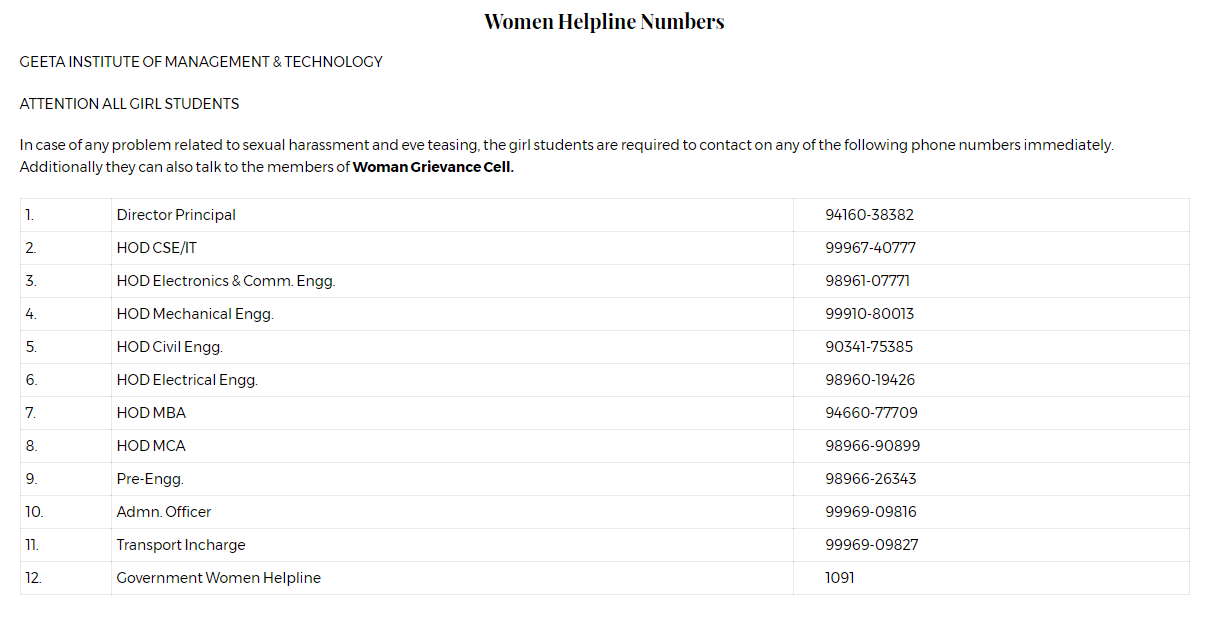 Women Helpline Numbers
GEETA INSTITUTE OF MANAGEMENT & TECHNOLOGY
ATTENTION ALL GIRL STUDENTS
In case of any problem related to sexual harassment and eve teasing, the girl students are required to contact on any of the following phone numbers immediately.
Additionally they can also talk to the members of Woman Grievance Cell.
1. Director Principal 94160-38382
2. HOD CSE/IT 99967-40777
3. HOD Electronics & Comm. Engg. 98961-07771
4. HOD Mechanical Engg. 99910-80013
5. HOD Civil Engg. 90341-75385
6. HOD Electrical Engg. 98960-19426
7. HOD MBA 94660-77709
8. HOD MCA 98966-90899
9. Pre-Engg. 98966-26343
10. Admn. Officer 99969-09816
11. Transport Incharge 99969-09827
12. Government Women Helpline 1091